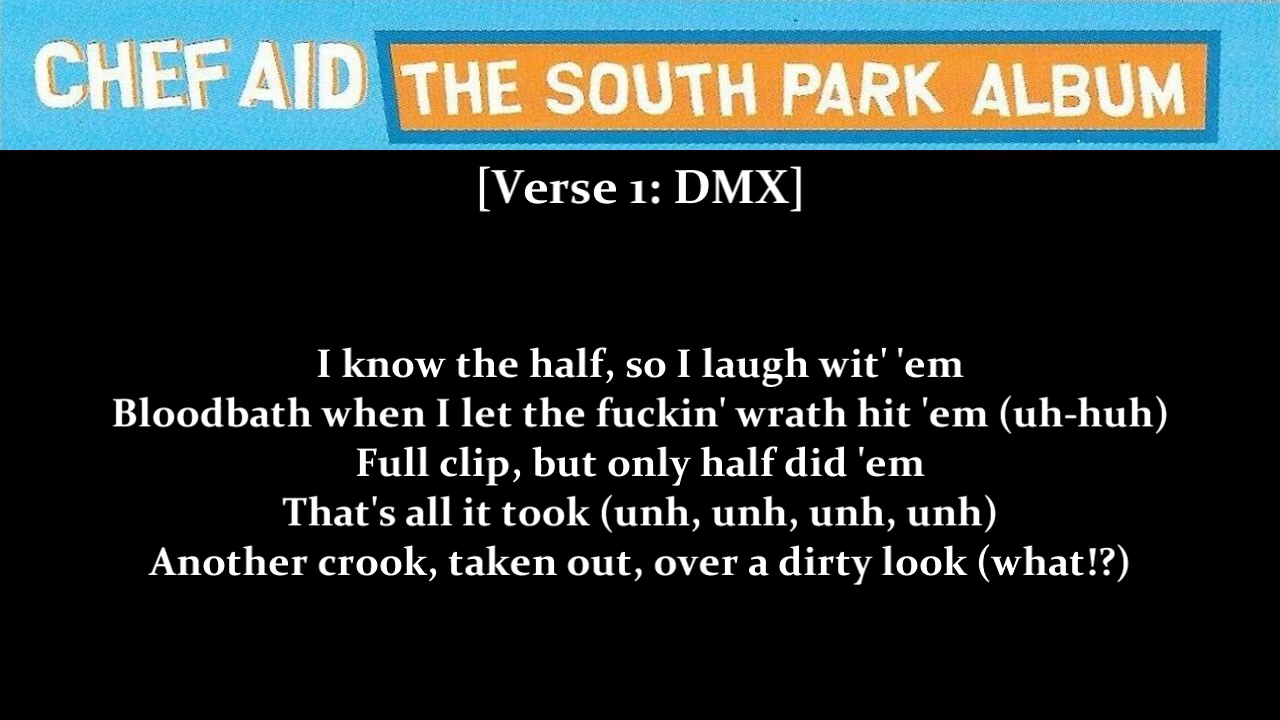 CHEF AID THE SOUTH PARK ALBUM
[Verse 1: DMX]
I know the half, so I laugh wit' 'em
Bloodbath when I let the fuckin' wrath hit 'em (uh-huh)
Full clip, but only half did 'em
That's all it took (unh, unh, unh, unh)
Another crook, taken out, over a dirty look (what!?)